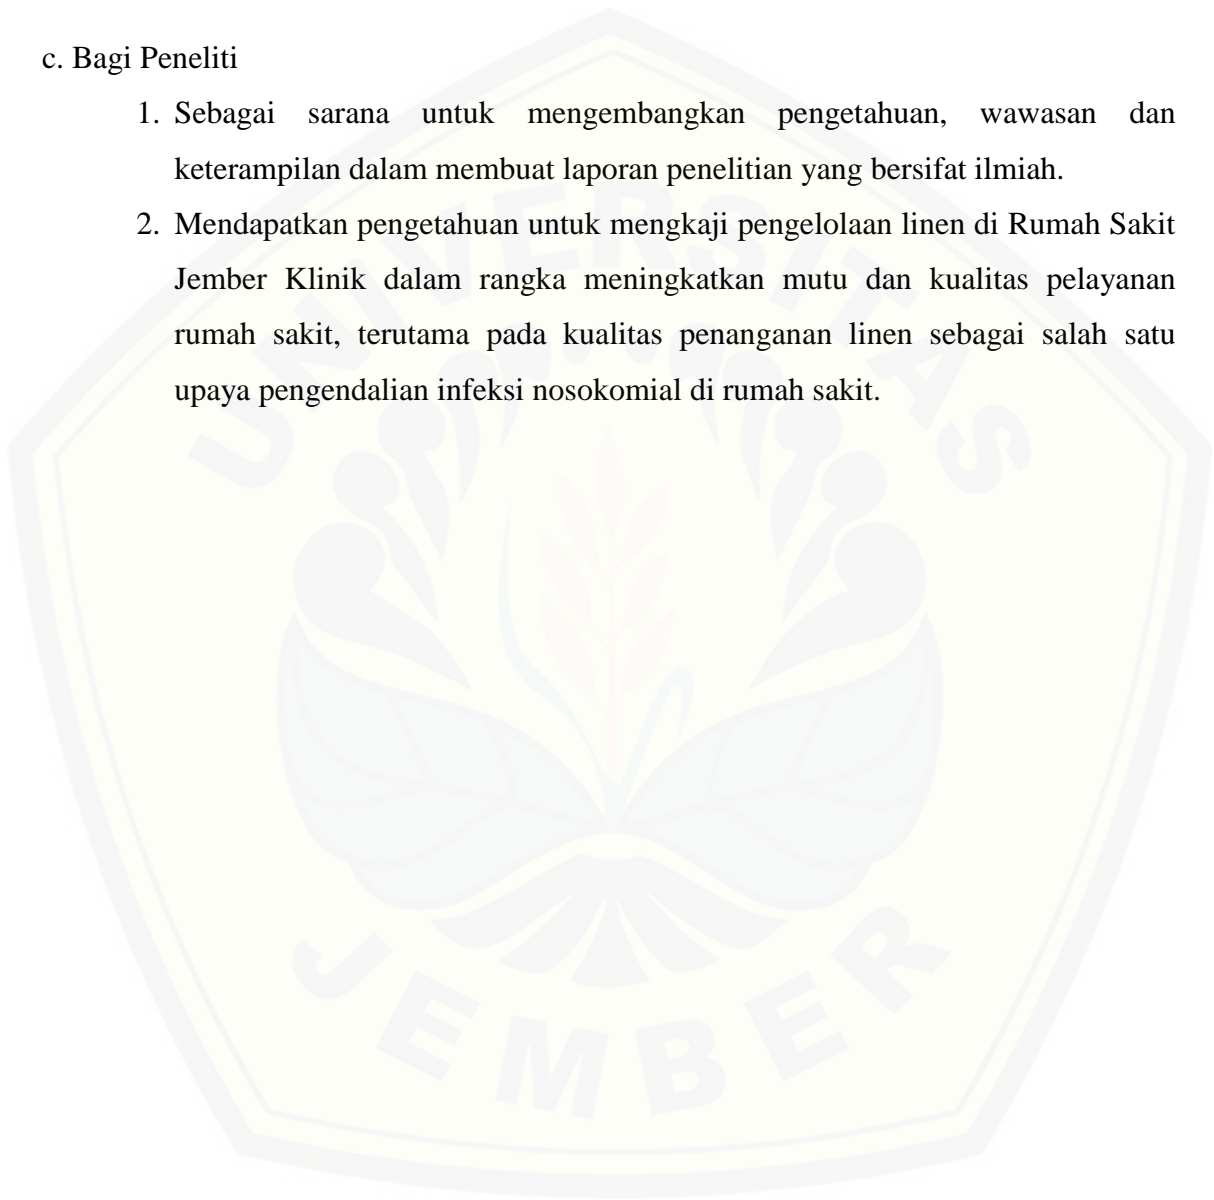 c. Bagi Peneliti
1. Sebagai sarana untuk mengembangkan pengetahuan, wawasan dan
keterampilan dalam membuat laporan penelitian yang bersifat ilmiah.
2. Mendapatkan pengetahuan untuk mengkaji pengelolaan linen di Rumah Sakit
Jember Klinik dalam rangka meningkatkan mutu dan kualitas pelayanan
rumah sakit, terutama pada kualitas penanganan linen sebagai salah satu
upaya pengendalian infeksi nosokomial di rumah sakit.
UNIVERSITAS
JEMBER